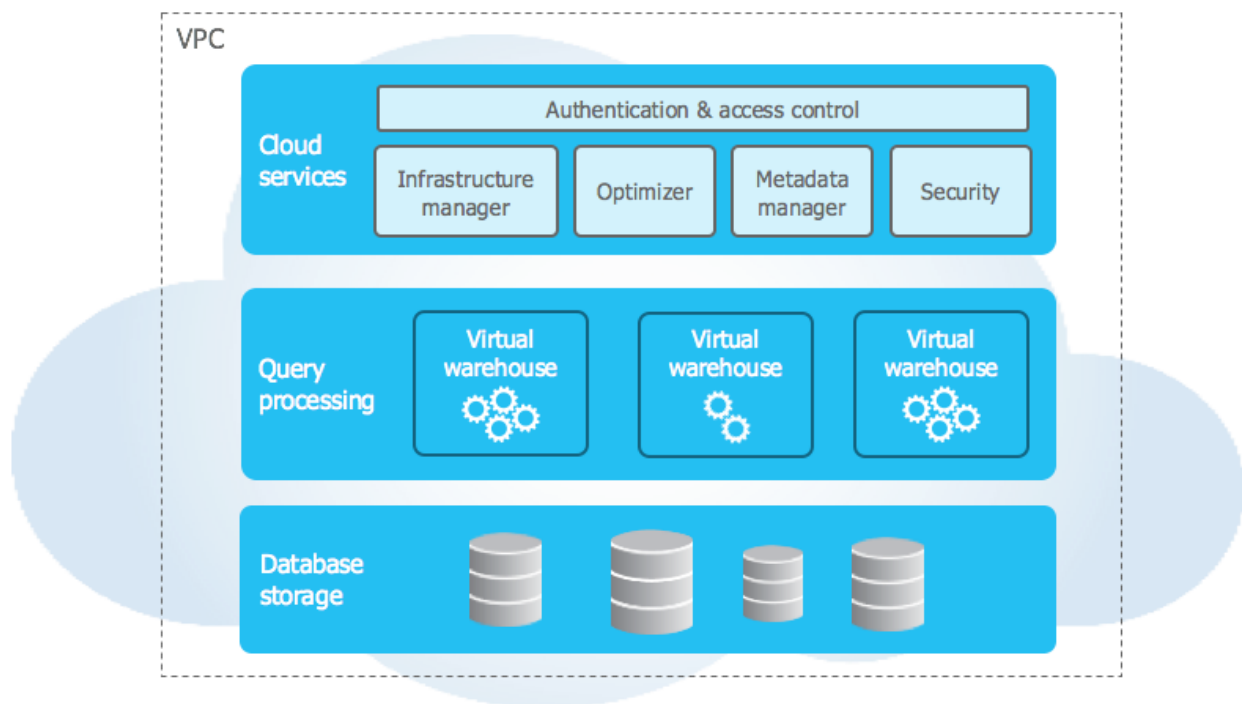 VPC
Authentication & access control
Cloud
services
Infrastructure
manager
Optimizer
Metadata
manager
Security
Query
processing
Virtual
warehouse
Virtual
warehouse
Virtual
warehouse
Database
storage